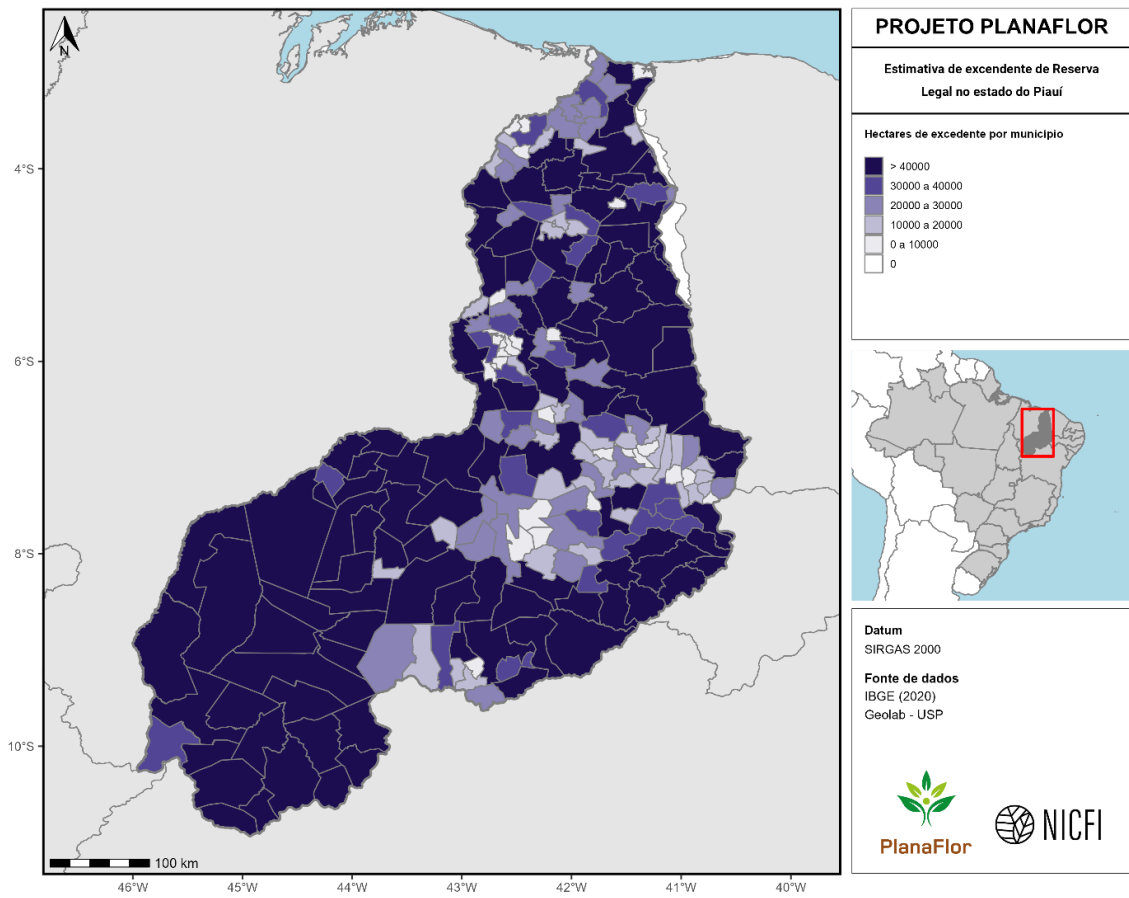 N
4°S
6°S
8°S
10°S
100 km
46°W
45°W
44°W
43°W
42°W
41°W
40°W
PROJETO PLANAFLOR
Estimativa de excendente de Reserva
Legal no estado do Piauí
Hectares de excedente por municipio
> 40000
30000 a 40000
20000 a 30000
10000 a 20000
0 a 10000
0
Datum
SIRGAS 2000
Fonte de dados
IBGE (2020)
Geolab - USP
PlanaFlor
NICFI